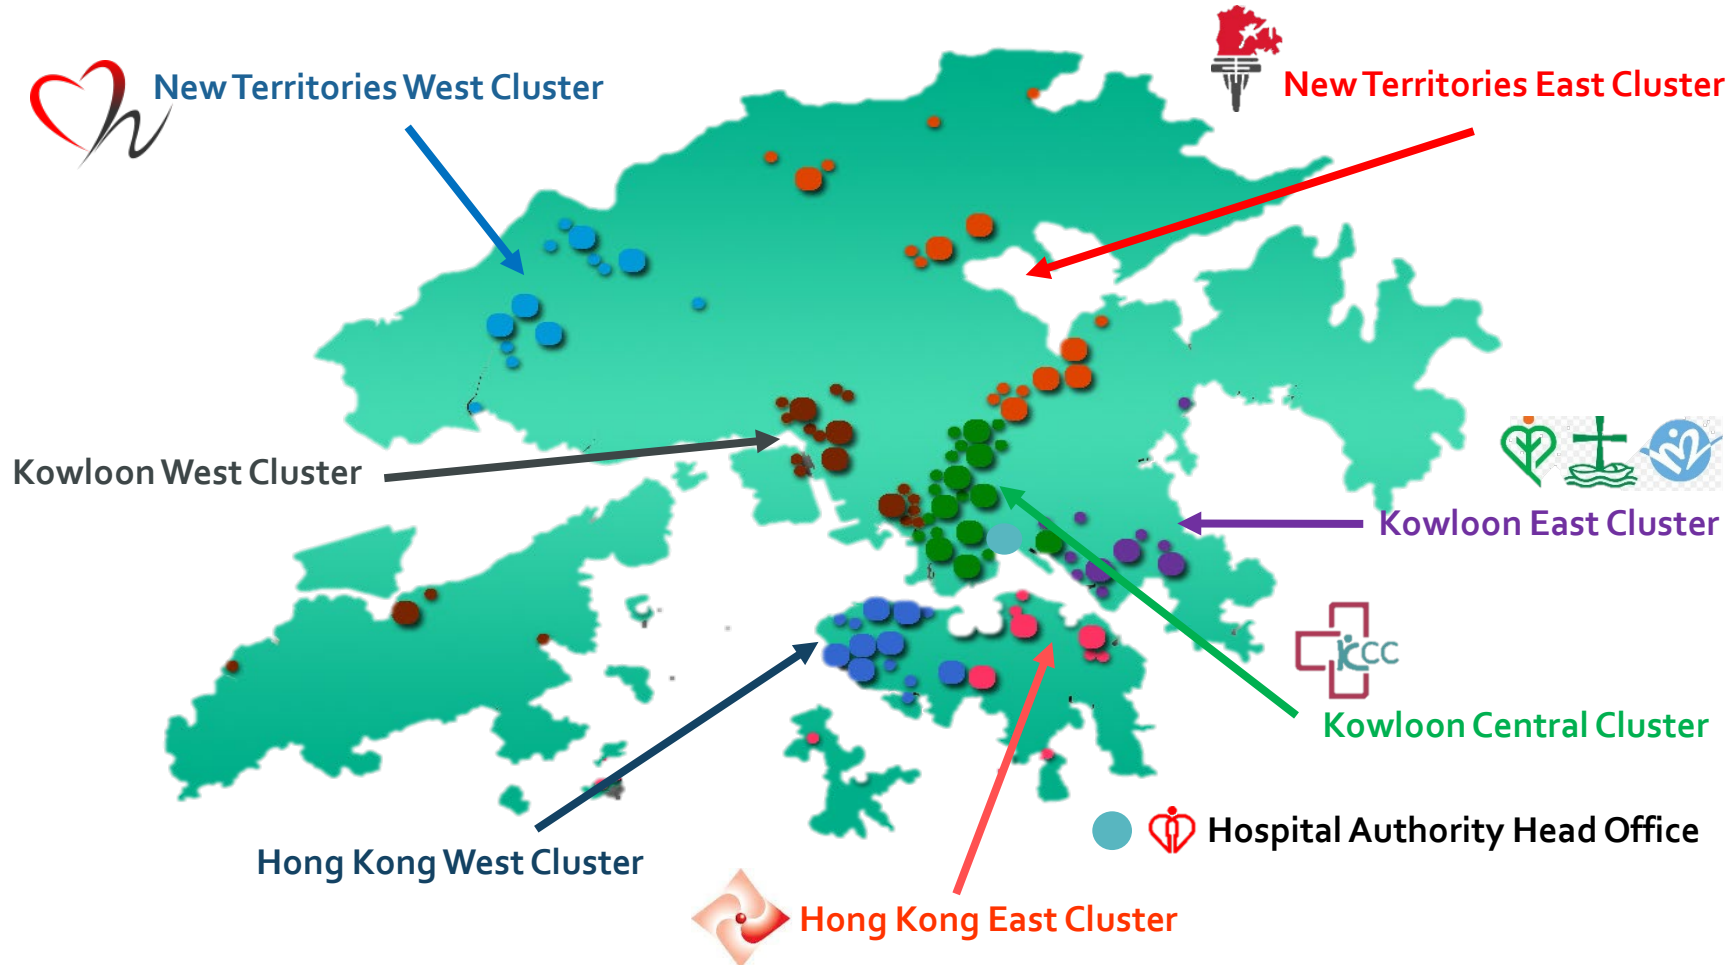 New Territories West Cluster
New Territories East Cluster
Kowloon West Cluster
Kowloon East Cluster
KCC
Kowloon Central Cluster
Hospital Authority Head Office
Hong Kong West Cluster
Hong Kong East Cluster